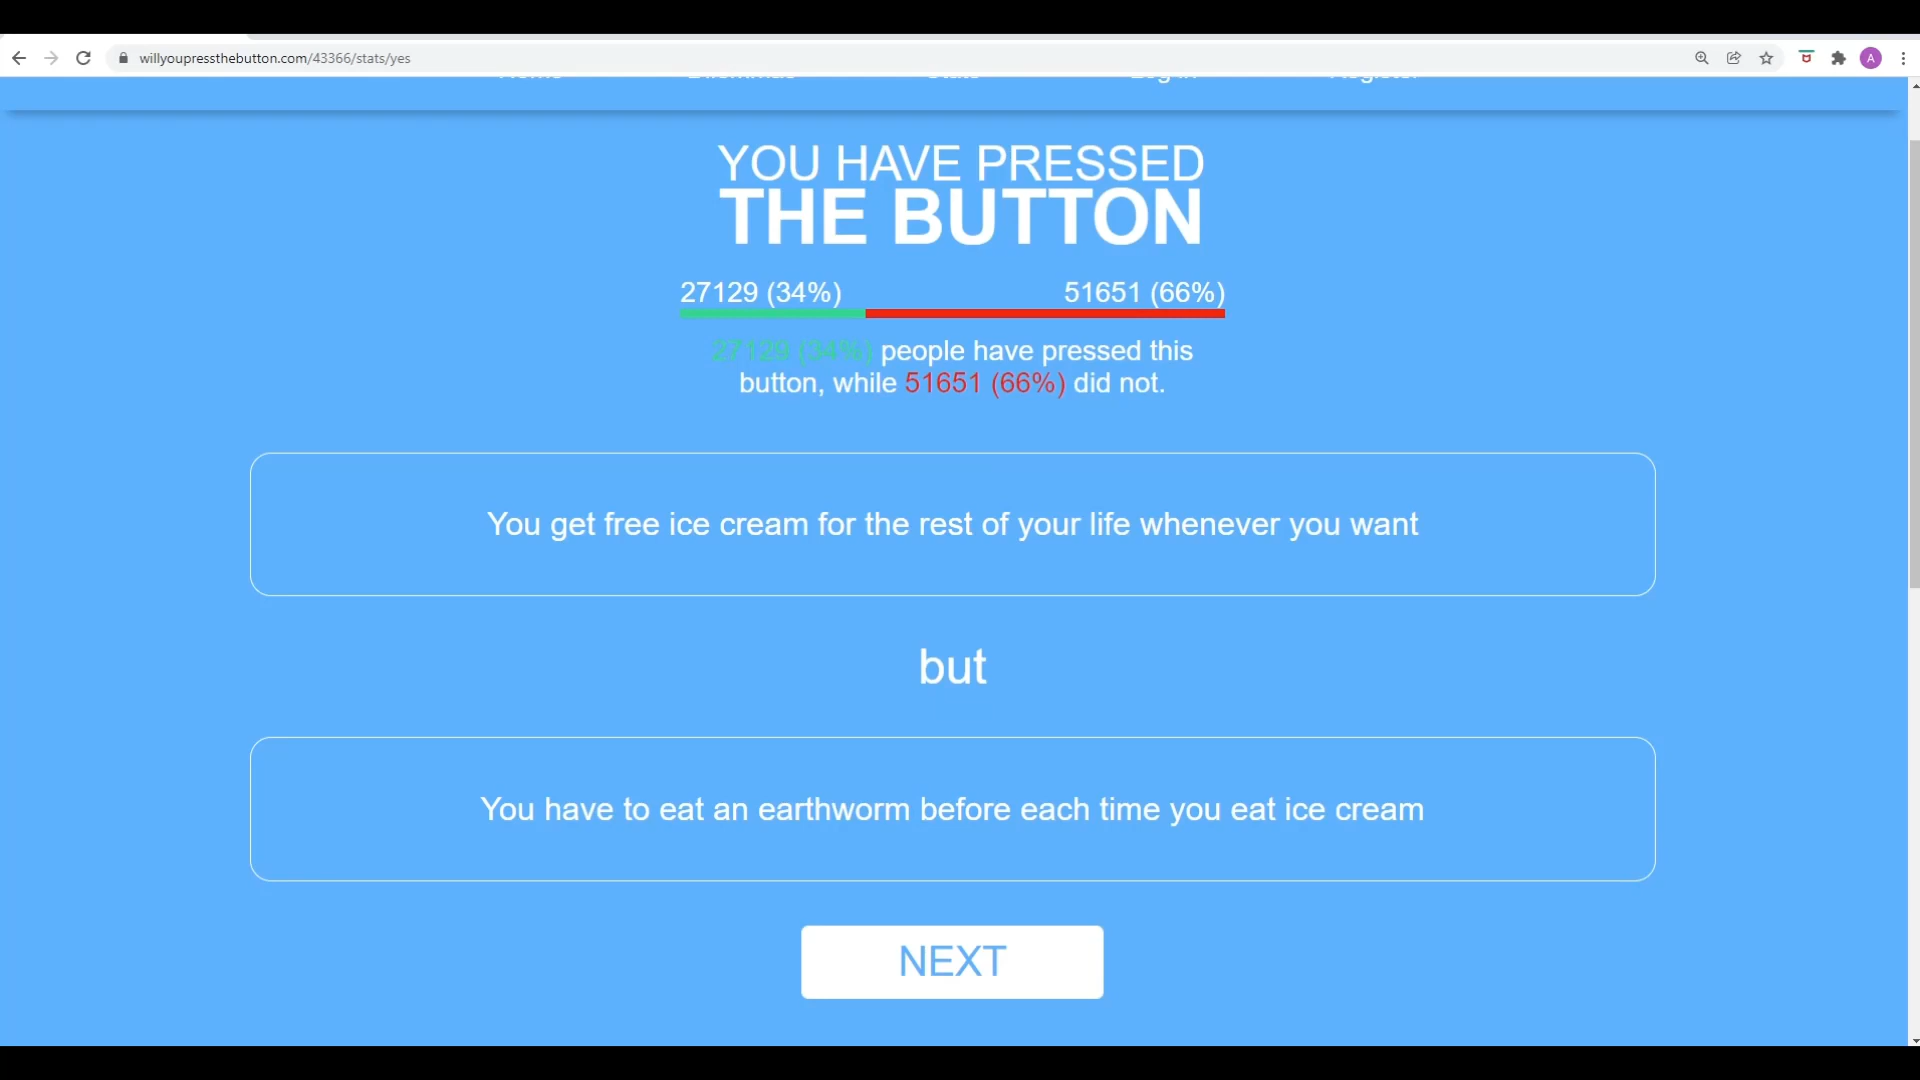 willyoupressthebutton.com/43366/stats/yes
A
YOU HAVE PRESSED
THE BUTTON
27129 (34%) 51651 (66%)
27129 (34%) people have pressed this
button, while 51651 (66%) did not.
You get free ice cream for the rest of your life whenever you want
but
You have to eat an earthworm before each time you eat ice cream
NEXT